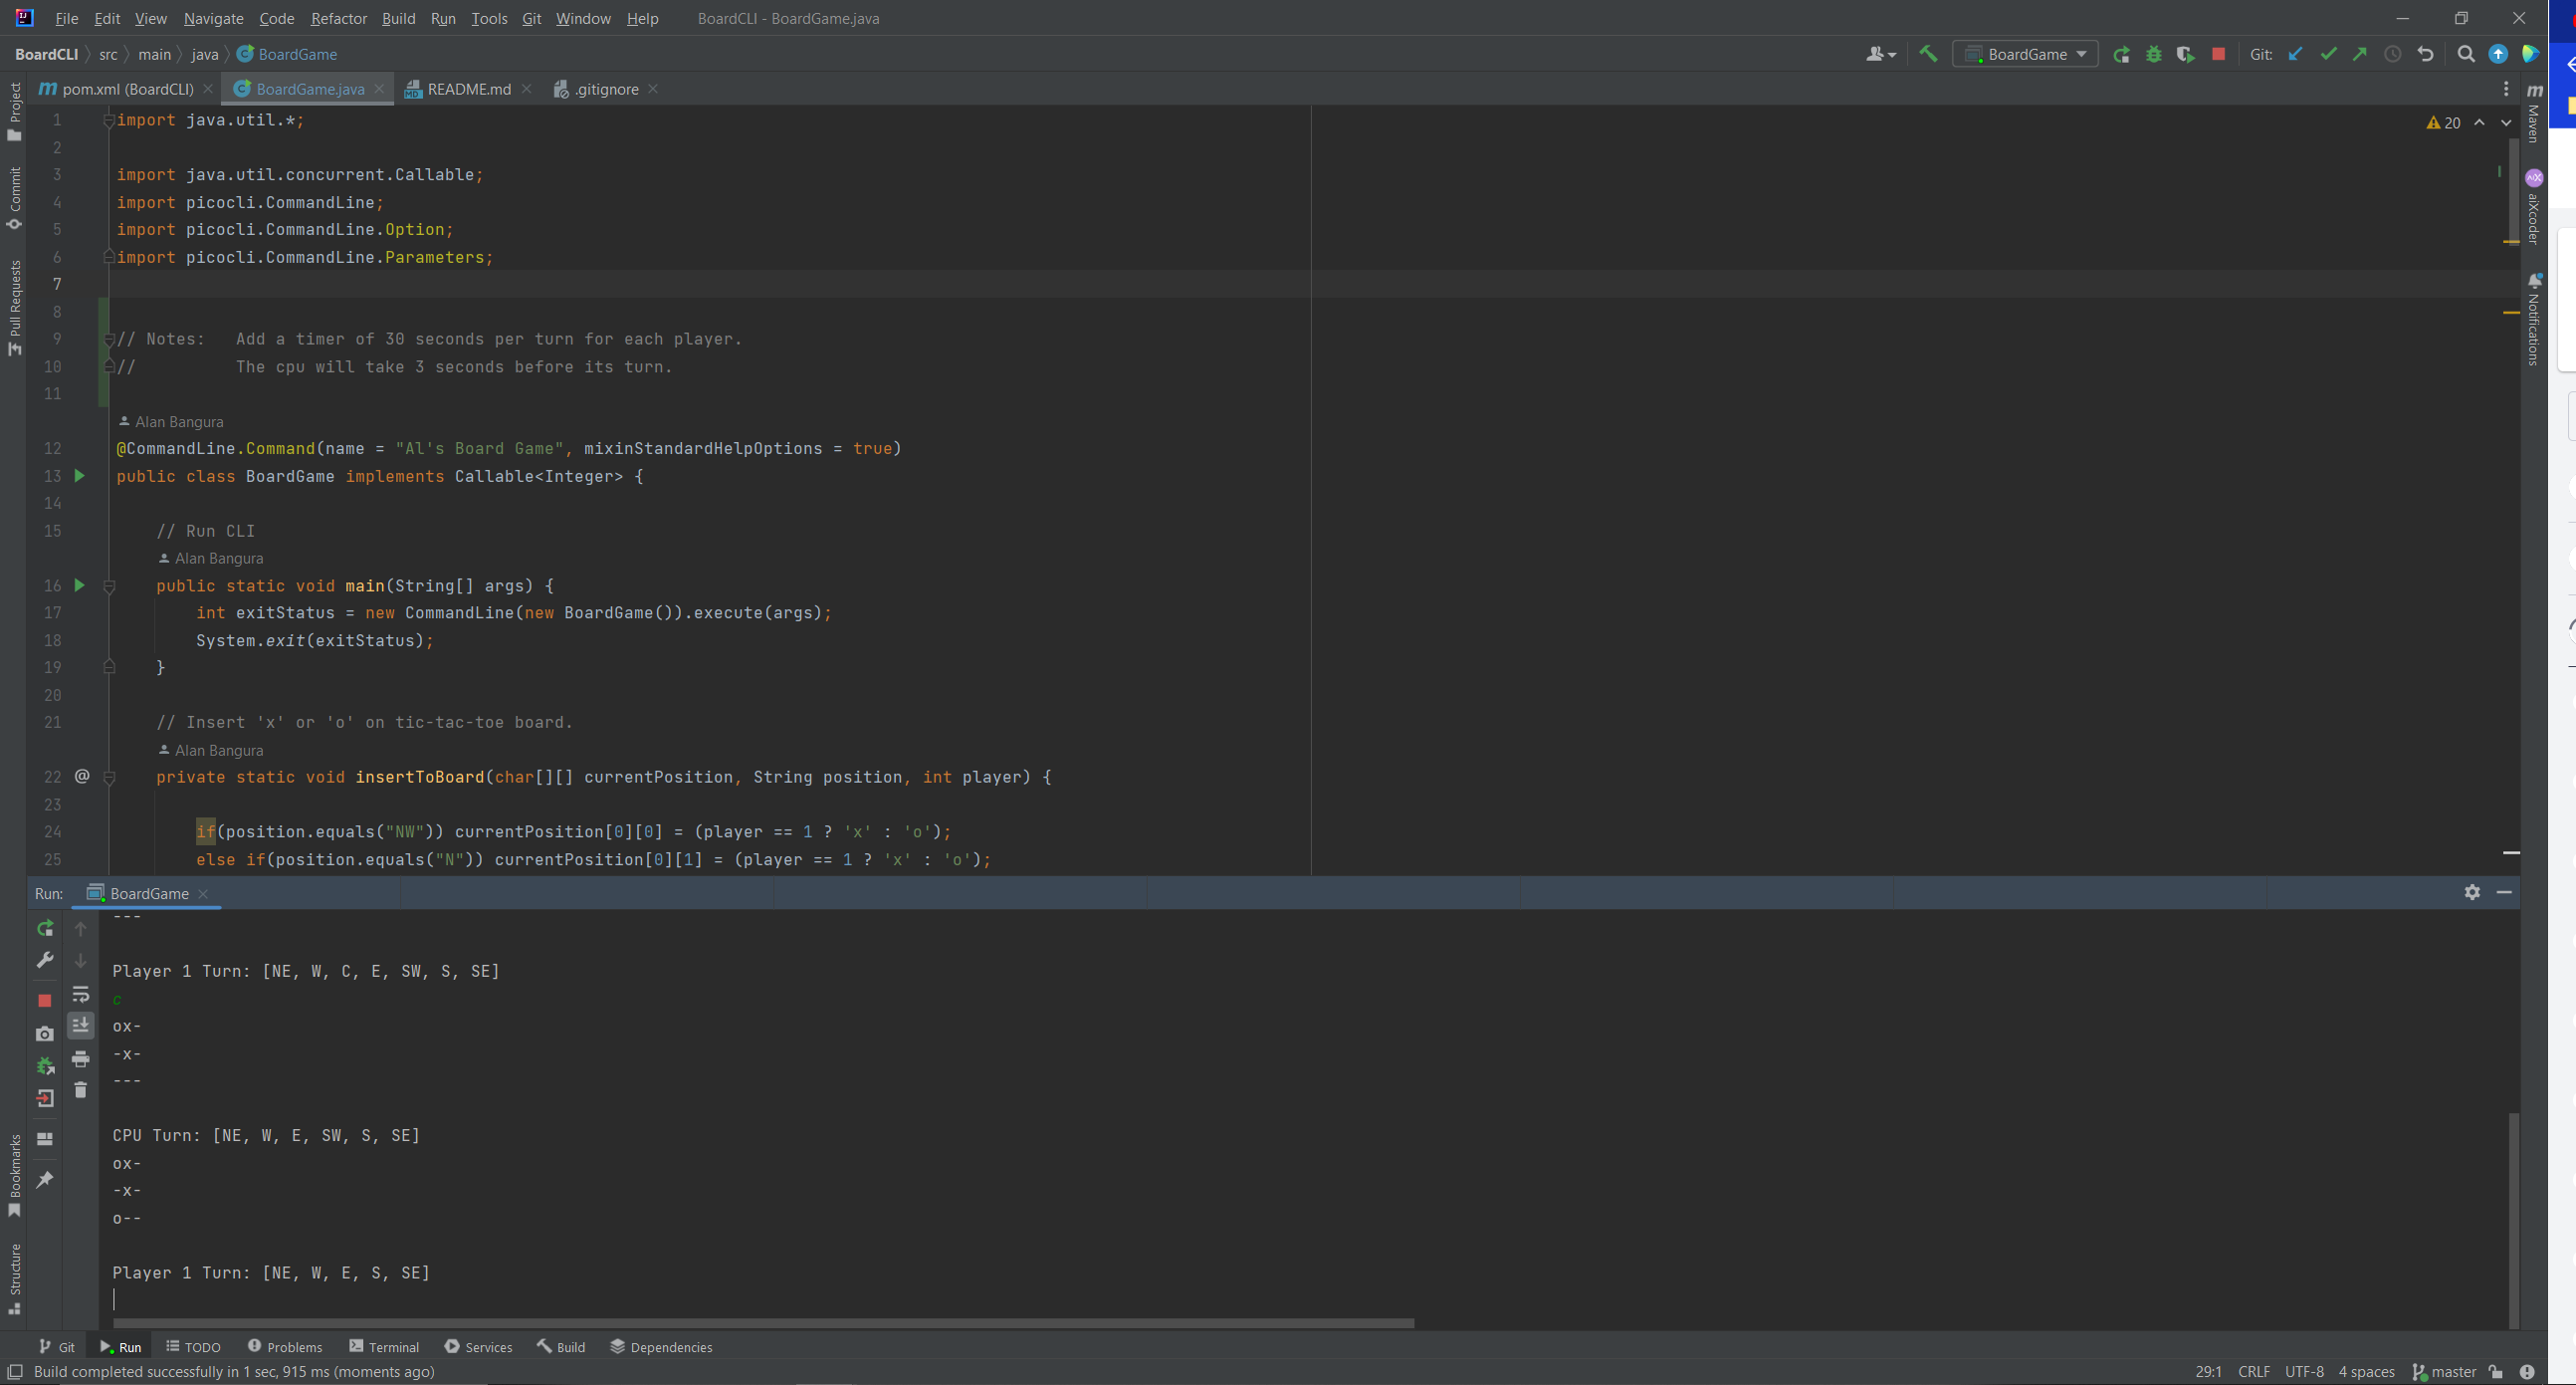 File Edit View Navigate Code Refactor Build Run Tools Git Window Help BoardCLI - BoardGame.java
BoardCLI src main java BoardGame BoardGame Git:
pom.xml (BoardCLI) BoardGame.java README.md .gitignore
Project
Commit
Pull Requests
Bookmarks
Structure
Maven
aiXcoder
Notifications
20
1 import java.util.*;
2
3 import java.util.concurrent.Callable;
4 import picocli.CommandLine;
5 import picocli.CommandLine.Option;
6 import picocli.CommandLine.Parameters;
7
8
9 // Notes:   Add a timer of 30 seconds per turn for each player.
10 //          The cpu will take 3 seconds before its turn.
11
Alan Bangura
12 @CommandLine.Command(name = "Al's Board Game", mixinStandardHelpOptions = true)
13 public class BoardGame implements Callable<Integer> {
14
15 // Run CLI
Alan Bangura
16 public static void main(String[] args) {
17 int exitStatus = new CommandLine(new BoardGame()).execute(args);
18 System.exit(exitStatus);
19 }
20
21 // Insert 'x' or 'o' on tic-tac-toe board.
Alan Bangura
22 @ private static void insertToBoard(char[][] currentPosition, String position, int player) {
23
24 if(position.equals("NW")) currentPosition[0][0] = (player == 1 ? 'x' : 'o');
25 else if(position.equals("N")) currentPosition[0][1] = (player == 1 ? 'x' : 'o');
Run: BoardGame
---
Player 1 Turn: [NE, W, C, E, SW, S, SE]
c
ox-
-x-
---
CPU Turn: [NE, W, E, SW, S, SE]
ox-
-x-
o--
Player 1 Turn: [NE, W, E, S, SE]
Git Run TODO Problems Terminal Services Build Dependencies
Build completed successfully in 1 sec, 915 ms (moments ago) 29:1 CRLF UTF-8 4 spaces master